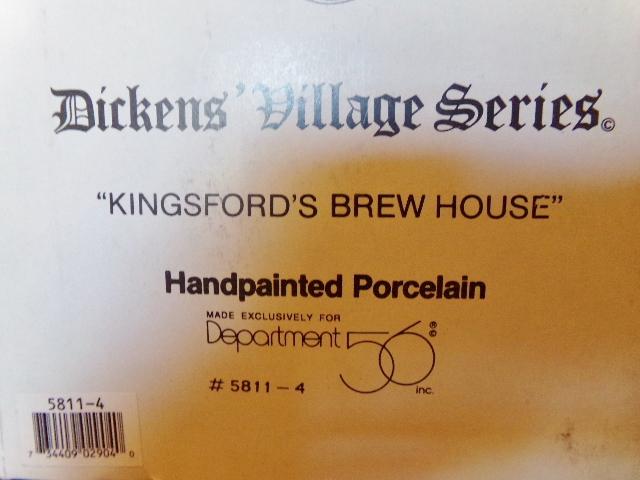 Dickens' Village Series©
"KINGSFORD'S BREW HOUSE"
Handpainted Porcelain
MADE EXCLUSIVELY FOR
Department 56 ®©
inc.
# 5811-4
5811-4
7 34409 02904 0